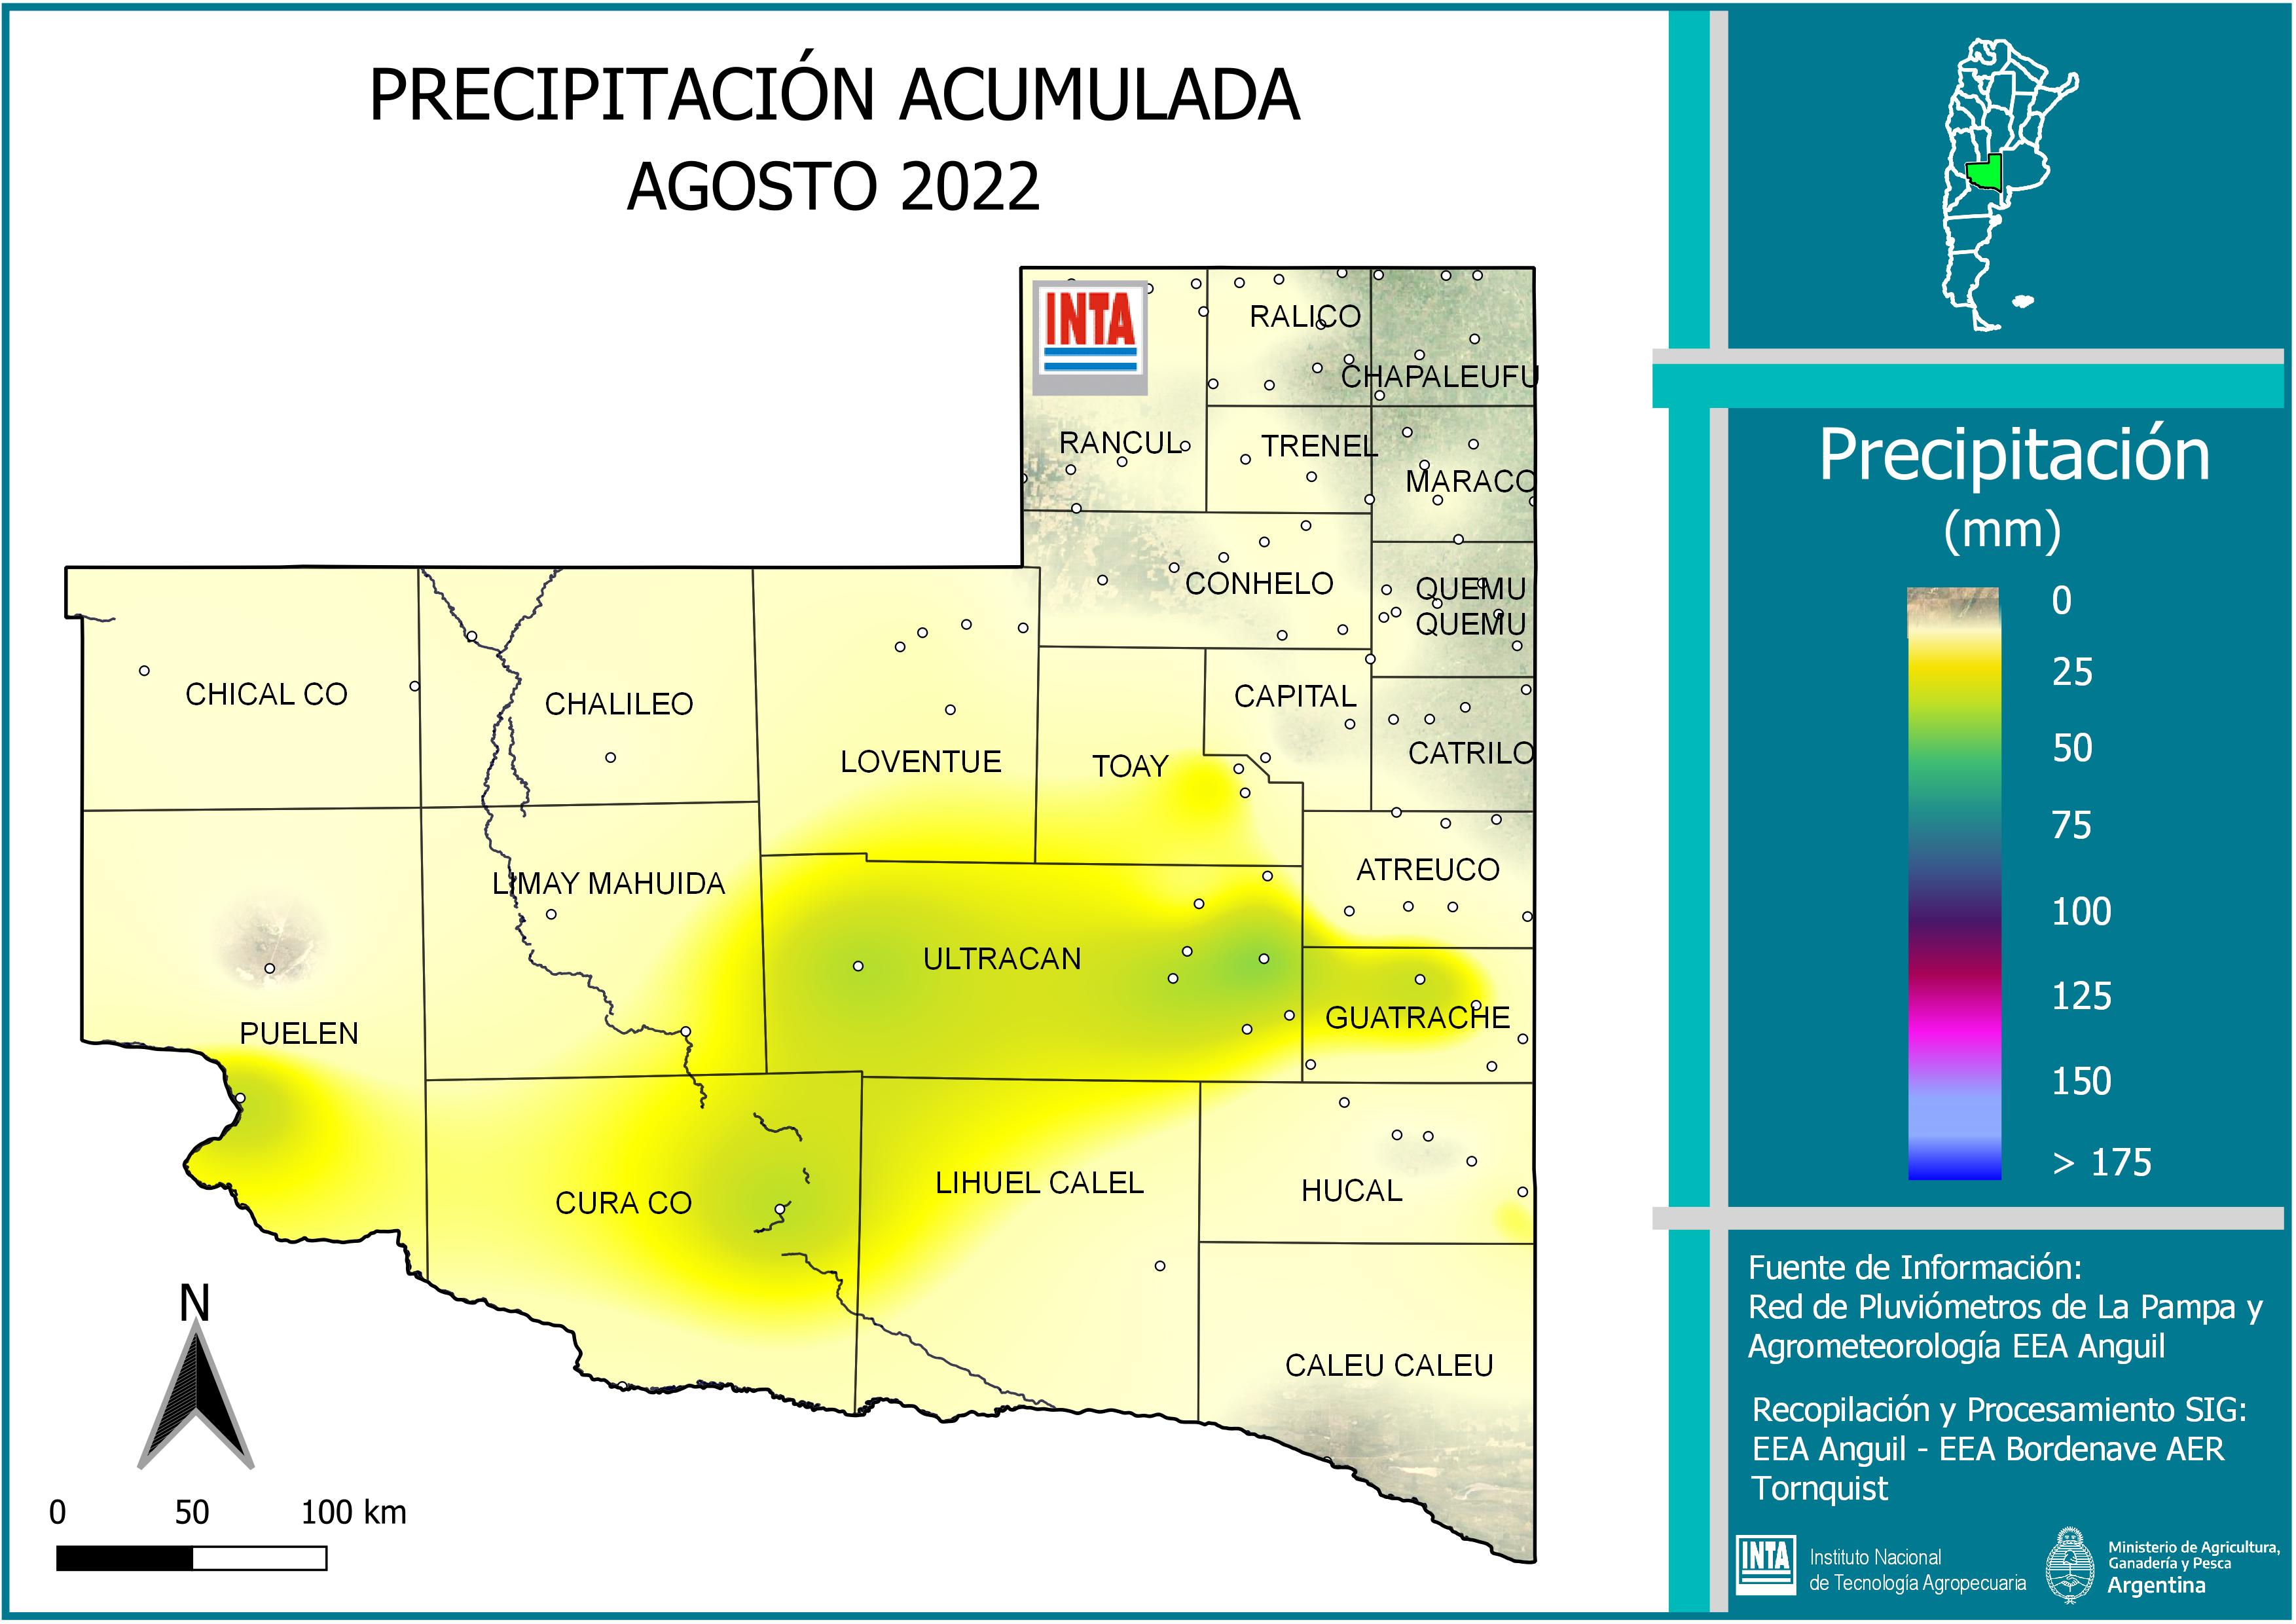 PRECIPITACIÓN ACUMULADA
AGOSTO 2022
INTA
RALICO
CHAPALEUFU
RANCUL
TRENEL
MARACO
CONHELO
QUEMU
QUEMU
CHICAL CO
CHALILEO
CAPITAL
LOVENTUE
TOAY
CATRILO
LIMAY MAHUIDA
ATREUCO
ULTRACAN
PUELEN
GUATRACHE
CURA CO
LIHUEL CALEL
HUCAL
CALEU CALEU
N
0 50 100 km
Precipitación
(mm)
0
25
50
75
100
125
150
> 175
Fuente de Información:
Red de Pluviómetros de La Pampa y
Agrometeorología EEA Anguil
Recopilación y Procesamiento SIG:
EEA Anguil - EEA Bordenave AER
Tornquist
INTA
Instituto Nacional
de Tecnología Agropecuaria
Ministerio de Agricultura,
Ganadería y Pesca
Argentina